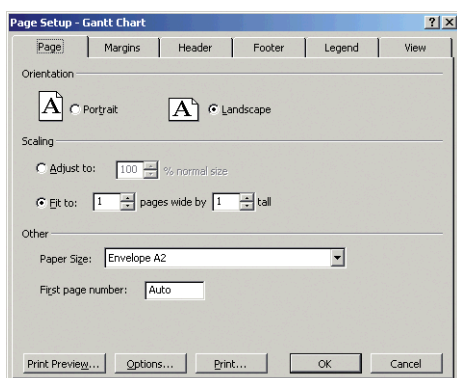 Page Setup - Gantt Chart
Page Margins Header Footer Legend View
Orientation
A Portrait A Landscape
Scaling
Adjust to: 100 % normal size
Fit to: 1 pages wide by 1 tall
Other
Paper Size: Envelope A2
First page number: Auto
Print Preview... Options... Print... OK Cancel